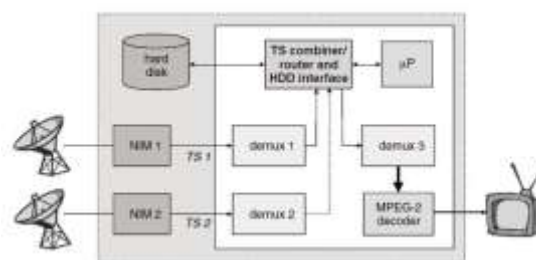 hard
disk
TS combiner/
router and
HDD interface
µP
NIM 1
TS 1
demux 1
demux 3
NIM 2
TS 2
demux 2
MPEG-2
decoder